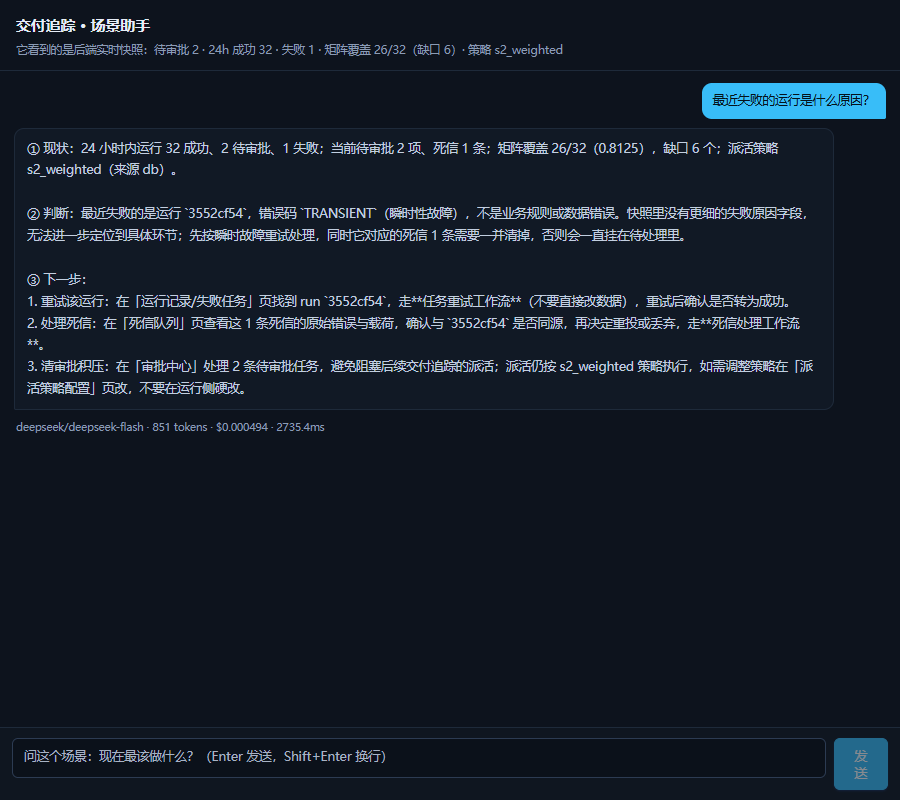 交付追踪 • 场景助手
它看到的是后端实时快照：待审批 2 · 24h 成功 32 · 失败 1 · 矩阵覆盖 26/32（缺口 6）· 策略 s2_weighted
最近失败的运行是什么原因？
① 现状：24 小时内运行 32 成功、2 待审批、1 失败；当前待审批 2 项、死信 1 条；矩阵覆盖 26/32（0.8125），缺口 6 个；派活策略
s2_weighted（来源 db）。
② 判断：最近失败的是运行 `3552cf54`，错误码 `TRANSIENT`（瞬时性故障），不是业务规则或数据错误。快照里没有更细的失败原因字段，
无法进一步定位到具体环节；先按瞬时故障重试处理，同时它对应的死信 1 条需要一并清掉，否则会一直挂在待处理里。
③ 下一步：
1. 重试该运行：在「运行记录/失败任务」页找到 run `3552cf54`，走**任务重试工作流**（不要直接改数据），重试后确认是否转为成功。
2. 处理死信：在「死信队列」页查看这 1 条死信的原始错误与载荷，确认与 `3552cf54` 是否同源，再决定重投或丢弃，走**死信处理工作流
**。
3. 清审批积压：在「审批中心」处理 2 条待审批任务，避免阻塞后续交付追踪的派活；派活仍按 s2_weighted 策略执行，如需调整策略在「派
活策略配置」页改，不要在运行侧硬改。
deepseek/deepseek-flash · 851 tokens · $0.000494 · 2735.4ms
问这个场景：现在最该做什么？（Enter 发送，Shift+Enter 换行）
发
送